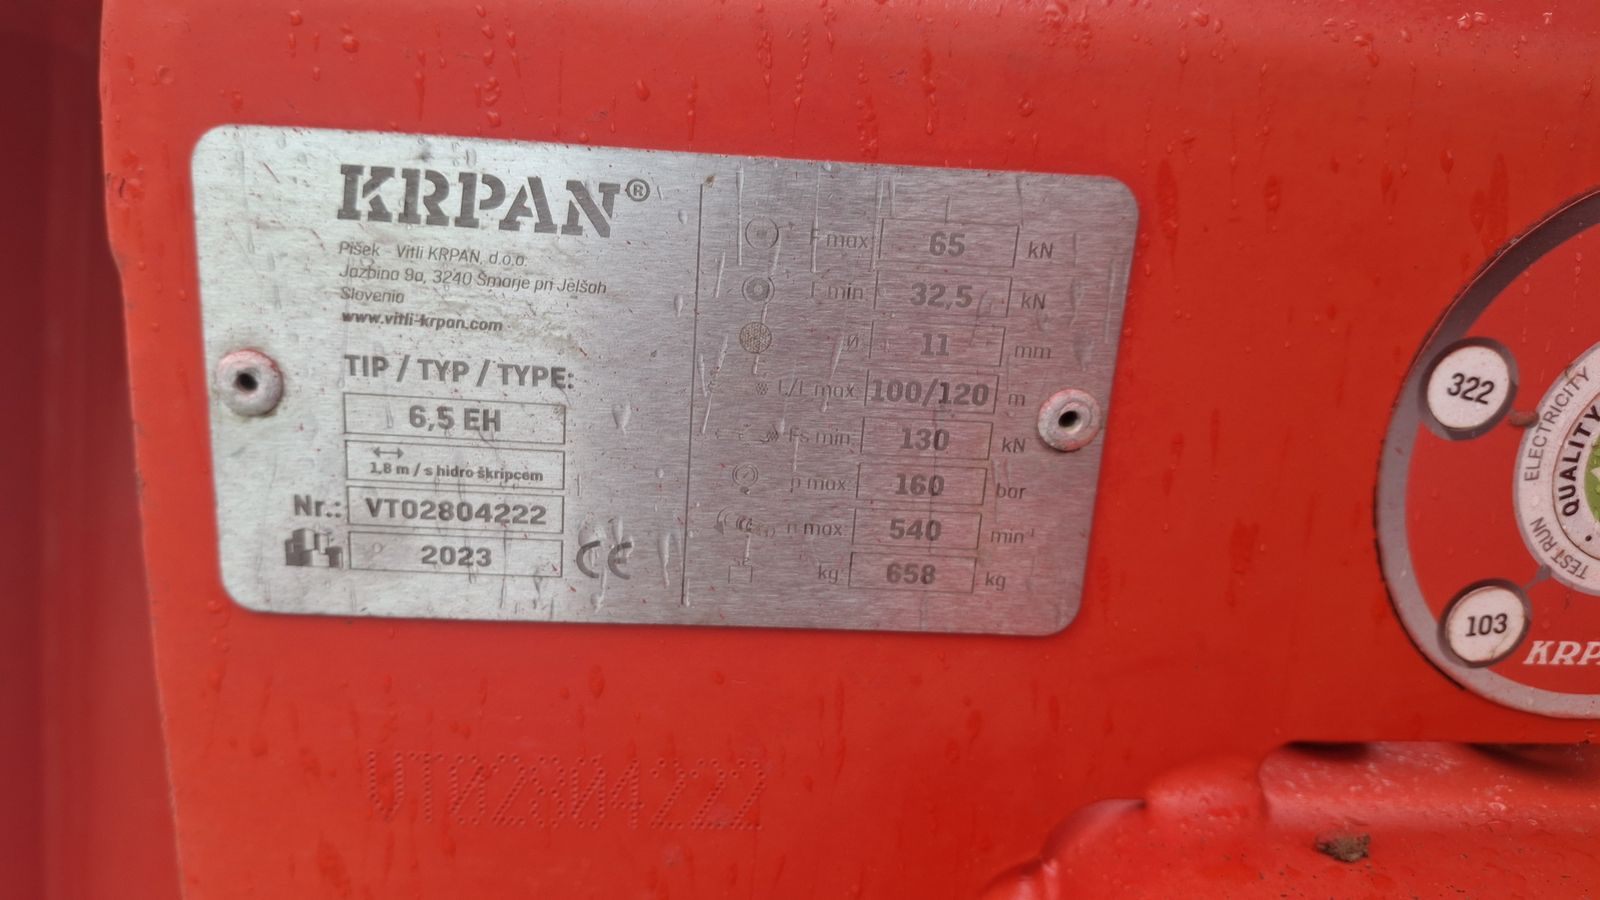 KRPAN®
Pišek - Vitli KRPAN, d.o.o.
Jazbina 9a, 3240 Šmarje pri Jelšah
Slovenia
www.vitli-krpan.com
TIP / TYP / TYPE:
6,5 EH
1,8 m / s hidro škripcem
Nr.: VT02804222
2023 CE
F max 65 kN
F min 32,5 kN
Ø 11 mm
L/L max 100/120 m
Fs min 130 kN
p max 160 bar
n max 540 min-1
kg 658 kg
VT02804222
322
103
ELECTRICITY
QUALITY
TEST RUN
KRPA